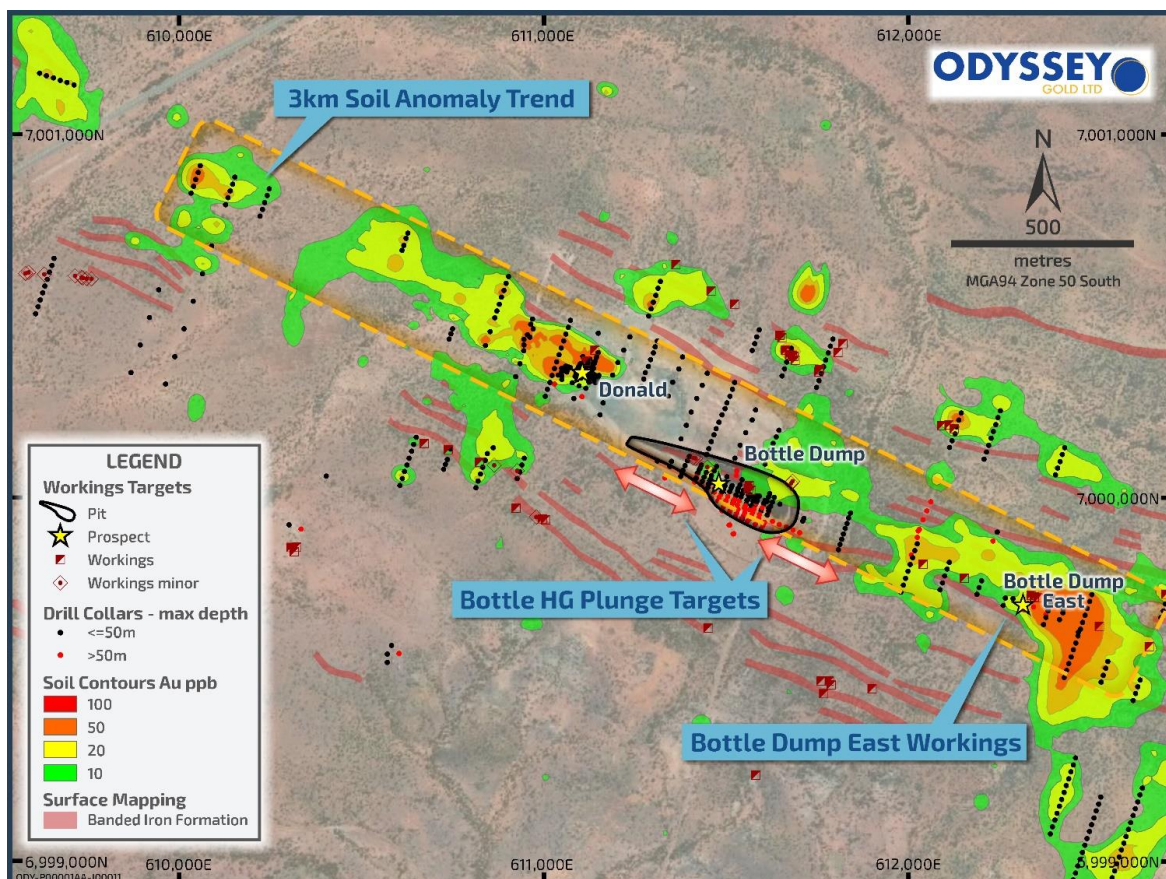 610,000E
611,000E
612,000E
ODYSSEY
GOLD LTD
3km Soil Anomaly Trend
7,001,000N
7,001,000N
N
500
metres
MGA94 Zone 50 South
Donald
Bottle Dump
7,000,000N
Bottle HG Plunge Targets
Bottle Dump
East
Bottle Dump East Workings
LEGEND
Workings Targets
Pit
Prospect
Workings
Workings minor
Drill Collars - max depth
<=50m
>50m
Soil Contours Au ppb
100
50
20
10
Surface Mapping
Banded Iron Formation
6,999,000N
6,999,000N
610,000E
611,000E
612,000E
ODY-P00001AA-J00011